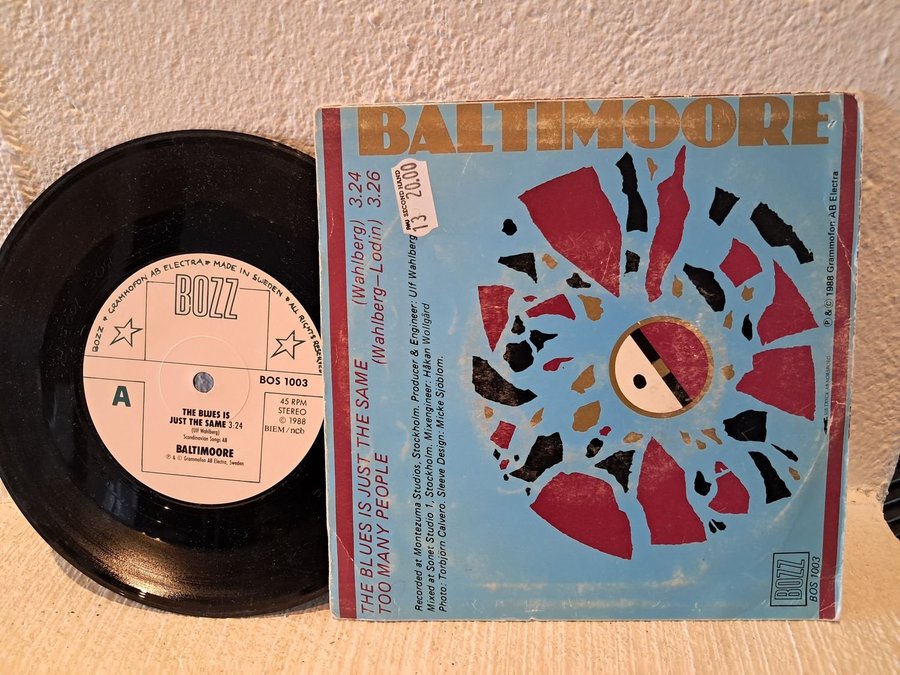 BOZZ ★ GRAMMOFON AB ELECTRA ★ MADE IN SWEDEN ★ ALL RIGHTS RESERVED
BOZZ
A
BOS 1003
45 RPM
STEREO
© 1988
BIEM/ncb
THE BLUES IS
JUST THE SAME 3:24
(Ulf Wahlberg)
Scandinavian Songs AB
BALTIMOORE
℗ & © Grammofon AB Electra, Sweden
BALTIMOORE
SECOND HAND
13 20.00
THE BLUES IS JUST THE SAME (Wahlberg) 3.24
TOO MANY PEOPLE (Wahlberg–Lodin) 3.26
Recorded at Montezuma Studios, Stockholm. Producer & Engineer: Ulf Wahlberg
Mixed at Sonet Studio 1, Stockholm. Mixengineer: Håkan Wollgård
Photo: Torbjörn Calvero. Sleeve Design: Micke Sjöblom.
℗ & © 1988 Grammofon AB Electra
BOZZ
BOS 1003